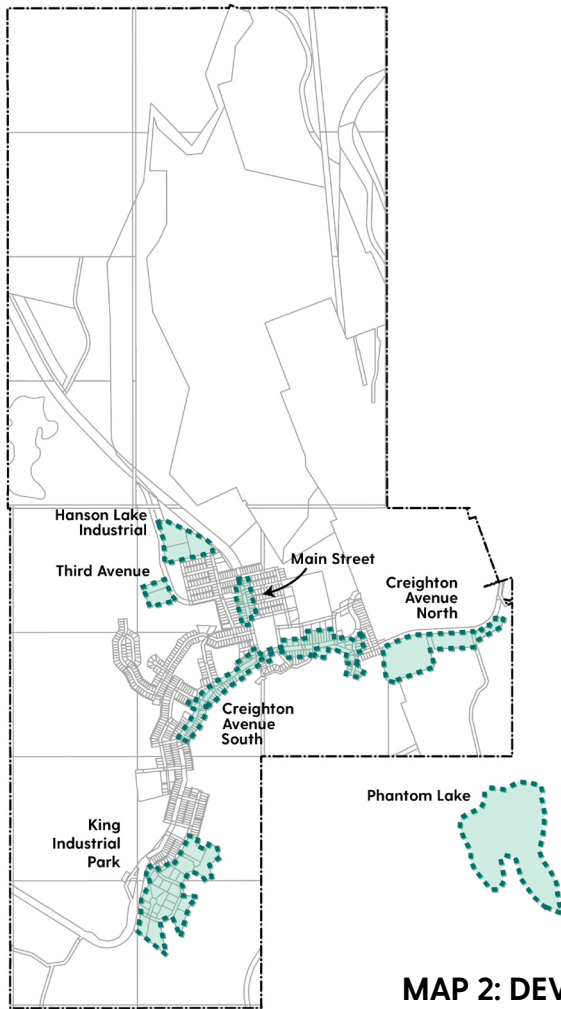 Hanson Lake
Industrial
Third Avenue
Main Street
Creighton
Avenue
North
Creighton
Avenue
South
Phantom Lake
King
Industrial
Park
MAP 2: DEV